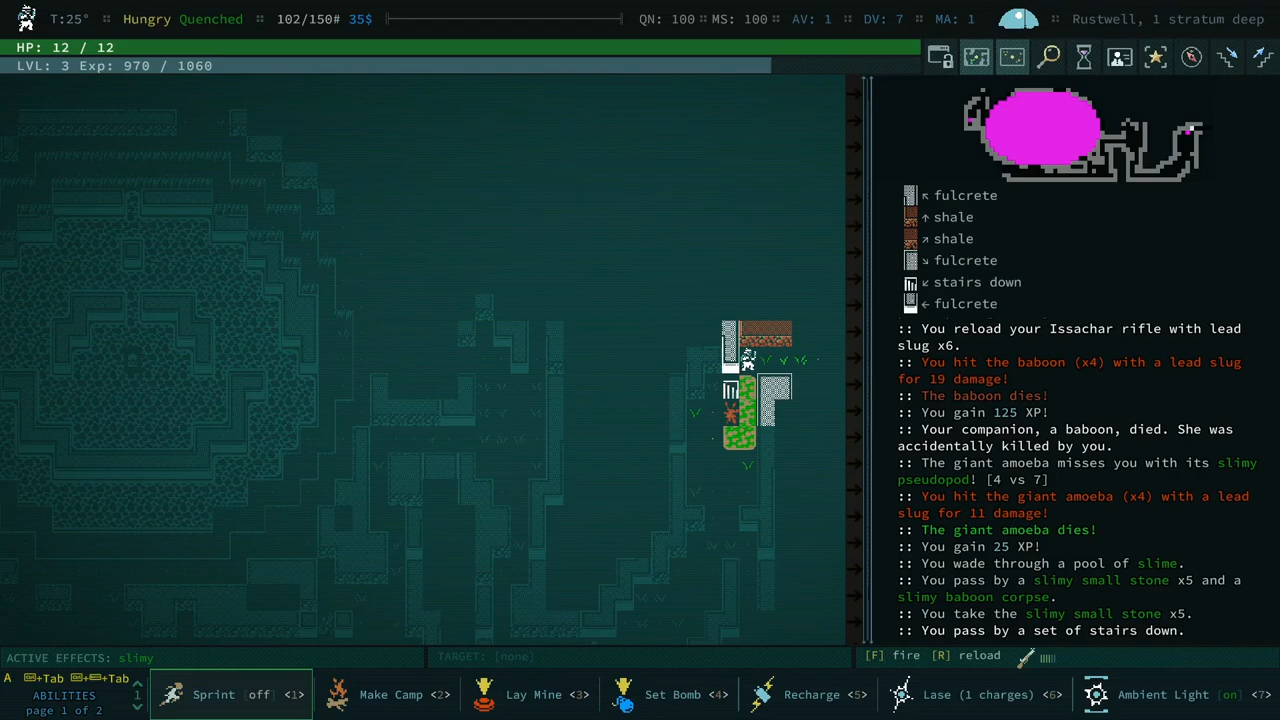 T:25° :: Hungry Quenched :: 102/150# 35$ QN: 100 :: MS: 100 :: AV: 1 :: DV: 7 :: MA: 1 :: Rustwell, 1 stratum deep
HP: 12 / 12
LVL: 3 Exp: 970 / 1060
↖ fulcrete
↑ shale
↗ shale
↘ fulcrete
↙ stairs down
← fulcrete
:: You reload your Issachar rifle with lead
slug x6.
:: You hit the baboon (x4) with a lead slug
for 19 damage!
:: The baboon dies!
:: You gain 125 XP!
:: Your companion, a baboon, died. She was
accidentally killed by you.
:: The giant amoeba misses you with its slimy
pseudopod! [4 vs 7]
:: You hit the giant amoeba (x4) with a lead
slug for 11 damage!
:: The giant amoeba dies!
:: You gain 25 XP!
:: You wade through a pool of slime.
:: You pass by a slimy small stone x5 and a
slimy baboon corpse.
:: You take the slimy small stone x5.
:: You pass by a set of stairs down.
ACTIVE EFFECTS: slimy
TARGET: [none]
[F] fire [R] reload
A +Tab +Tab
ABILITIES 1
page 1 of 2
Sprint [off] <1>
Make Camp <2>
Lay Mine <3>
Set Bomb <4>
Recharge <5>
Lase (1 charges) <6>
Ambient Light [on] <7>